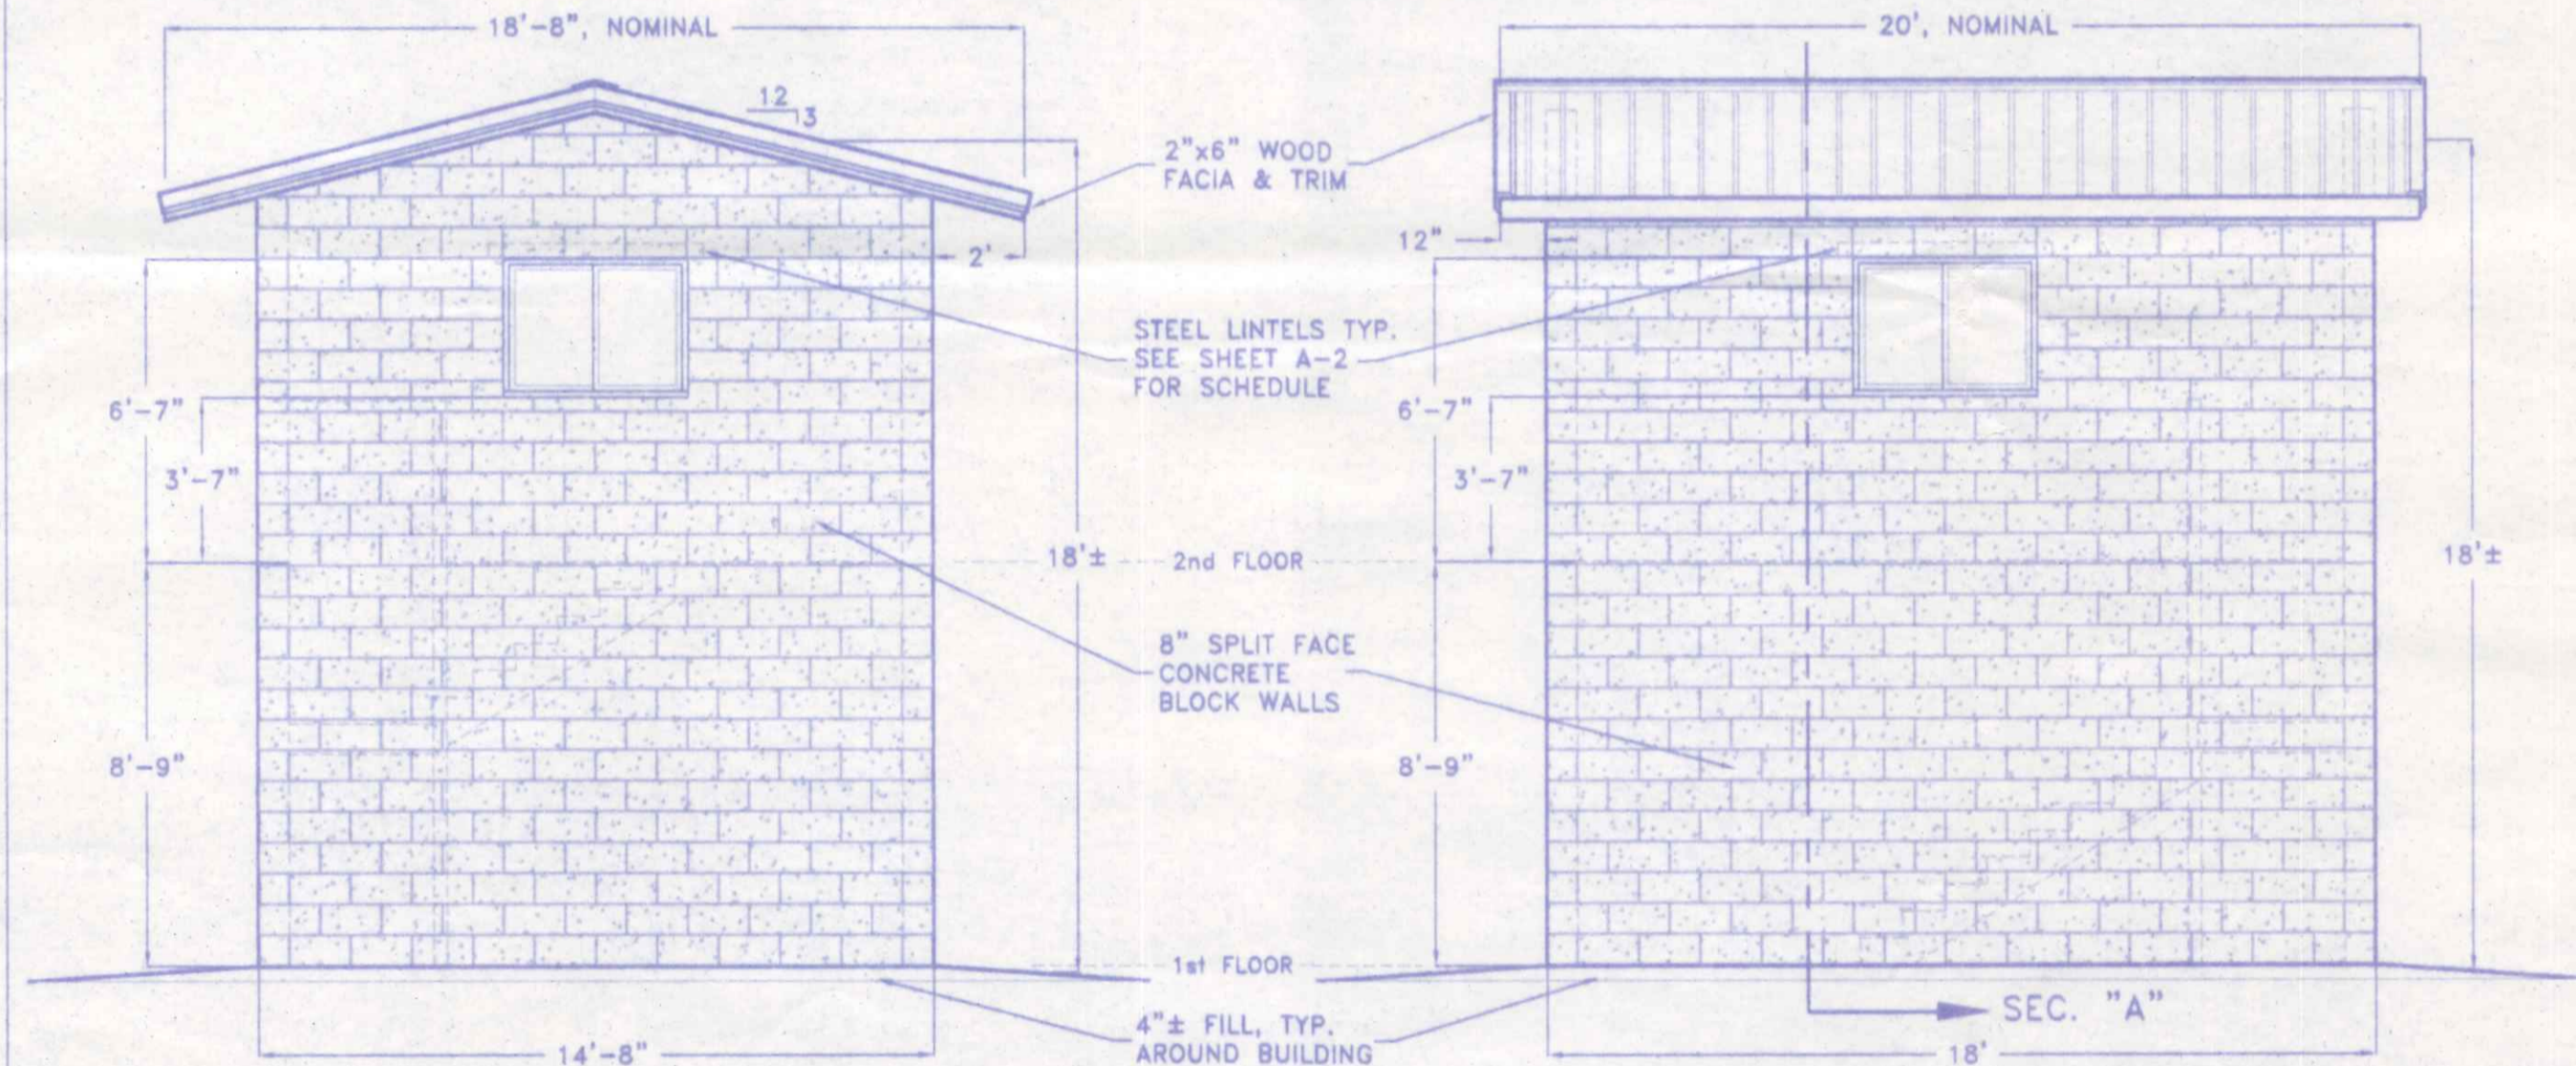 18'-8", NOMINAL
20', NOMINAL
12
3
2"x6" WOOD
FACIA & TRIM
12"
2'
STEEL LINTELS TYP.
SEE SHEET A-2
FOR SCHEDULE
6'-7"
6'-7"
3'-7"
3'-7"
18'±
2nd FLOOR
18'±
8" SPLIT FACE
CONCRETE
BLOCK WALLS
8'-9"
8'-9"
1st FLOOR
SEC. "A"
4"± FILL, TYP.
AROUND BUILDING
14'-8"
18'